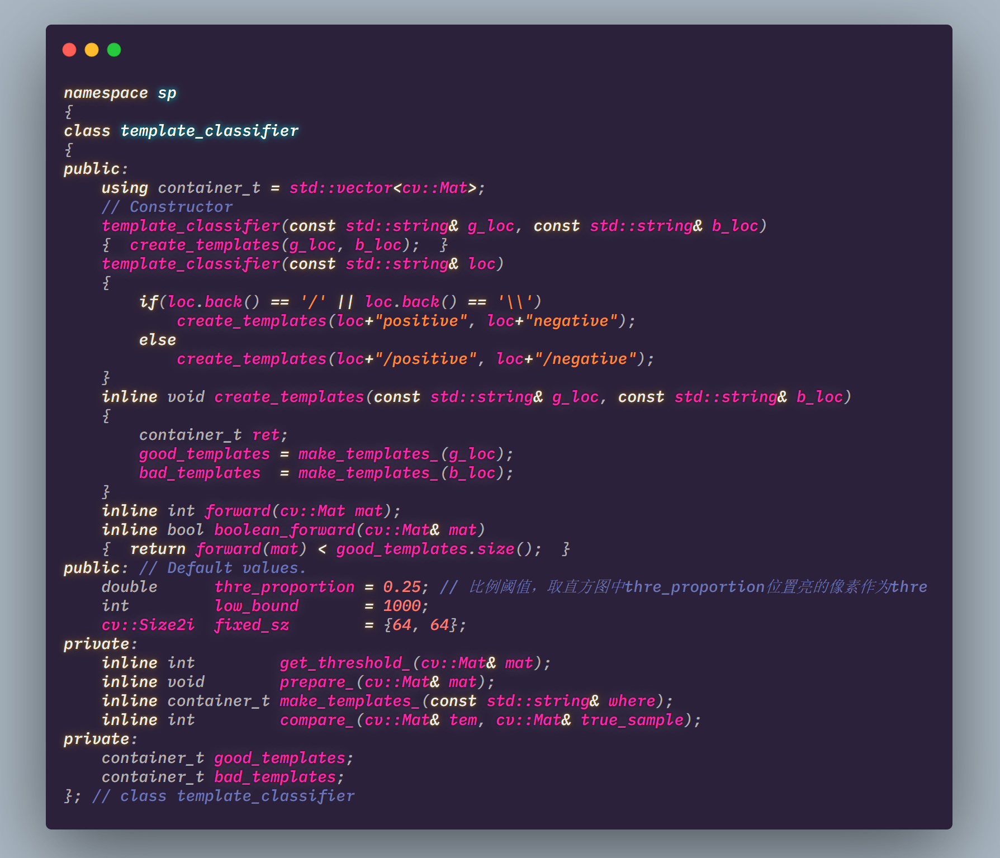 namespace sp
{
class template_classifier
{
public:
    using container_t = std::vector<cv::Mat>;
    // Constructor
    template_classifier(const std::string& g_loc, const std::string& b_loc)
    {  create_templates(g_loc, b_loc);  }
    template_classifier(const std::string& loc)
    {
        if(loc.back() == '/' || loc.back() == '\\')
            create_templates(loc+"positive", loc+"negative");
        else
            create_templates(loc+"/positive", loc+"/negative");
    }
    inline void create_templates(const std::string& g_loc, const std::string& b_loc)
    {
        container_t ret;
        good_templates = make_templates_(g_loc);
        bad_templates  = make_templates_(b_loc);
    }
    inline int forward(cv::Mat mat);
    inline bool boolean_forward(cv::Mat& mat)
    {  return forward(mat) < good_templates.size();  }
public: // Default values.
    double      thre_proportion = 0.25; // 比例阈值，取直方图中thre_proportion位置亮的像素作为thre
    int         low_bound       = 1000;
    cv::Size2i  fixed_sz        = {64, 64};
private:
    inline int         get_threshold_(cv::Mat& mat);
    inline void        prepare_(cv::Mat& mat);
    inline container_t make_templates_(const std::string& where);
    inline int         compare_(cv::Mat& tem, cv::Mat& true_sample);
private:
    container_t good_templates;
    container_t bad_templates;
}; // class template_classifier